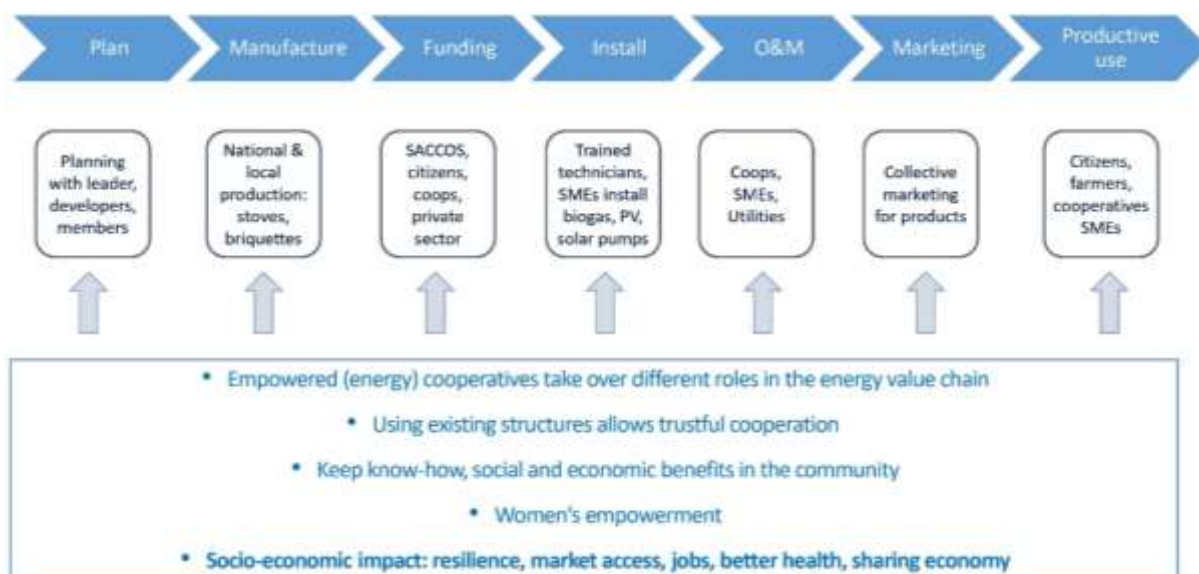 Plan
Manufacture
Funding
Install
O&M
Marketing
Productive
use
Planning
with leader,
developers,
members
National &
local
production:
stoves,
briquettes
SACCOS,
citizens,
coops,
private
sector
Trained
technicians,
SMEs install
biogas, PV,
solar pumps
Coops,
SMEs,
Utilities
Collective
marketing
for products
Citizens,
farmers,
cooperatives
SMEs
• Empowered (energy) cooperatives take over different roles in the energy value chain
• Using existing structures allows trustful cooperation
• Keep know-how, social and economic benefits in the community
• Women's empowerment
• Socio-economic impact: resilience, market access, jobs, better health, sharing economy